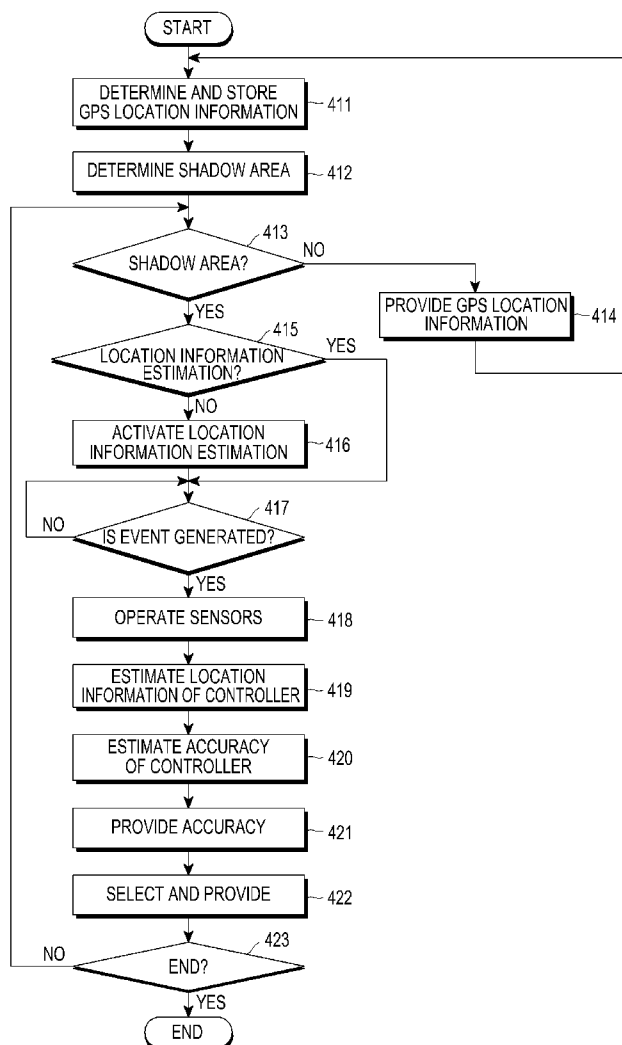 START
DETERMINE AND STORE
GPS LOCATION INFORMATION
411
DETERMINE SHADOW AREA
412
413
SHADOW AREA?
NO
YES
PROVIDE GPS LOCATION
INFORMATION
414
415
LOCATION INFORMATION
ESTIMATION?
YES
NO
ACTIVATE LOCATION
INFORMATION ESTIMATION
416
417
NO
IS EVENT GENERATED?
YES
OPERATE SENSORS
418
ESTIMATE LOCATION
INFORMATION OF CONTROLLER
419
ESTIMATE ACCURACY
OF CONTROLLER
420
PROVIDE ACCURACY
421
SELECT AND PROVIDE
422
423
NO
END?
YES
END